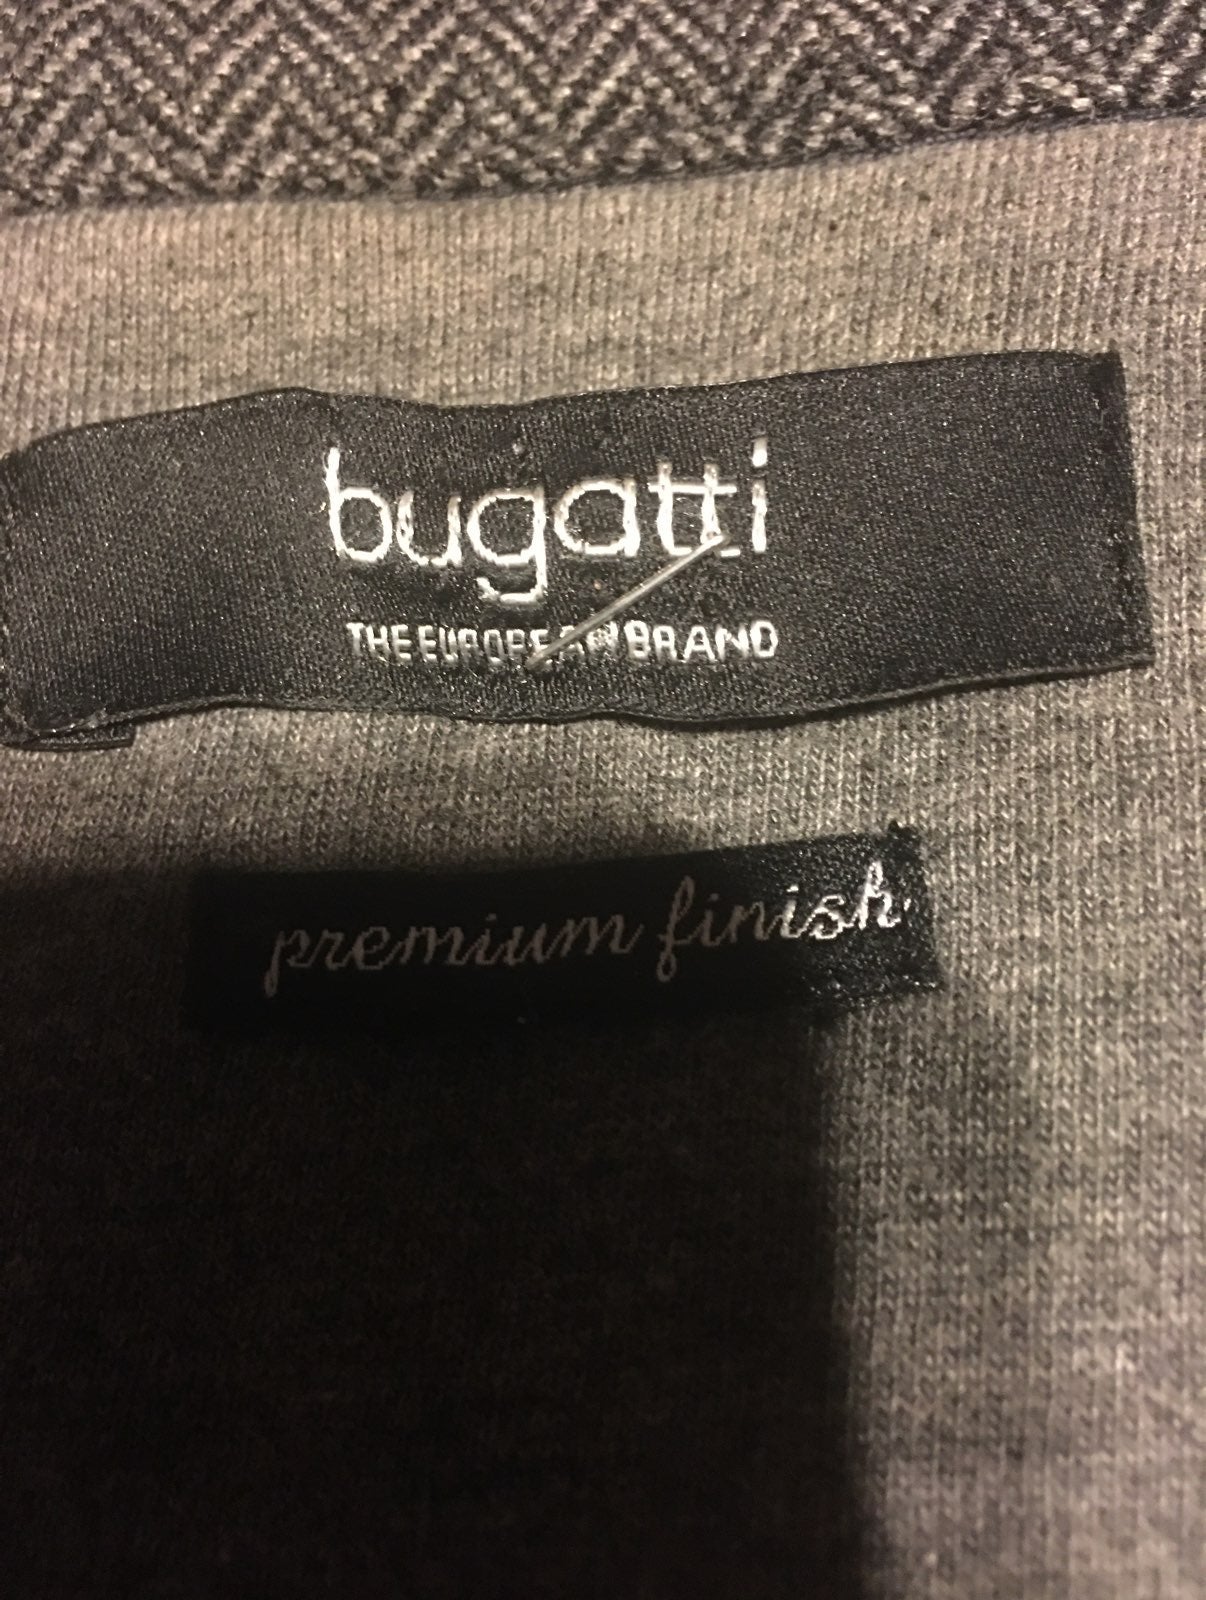 bugatti
THE EUROPEAN BRAND
premium finish